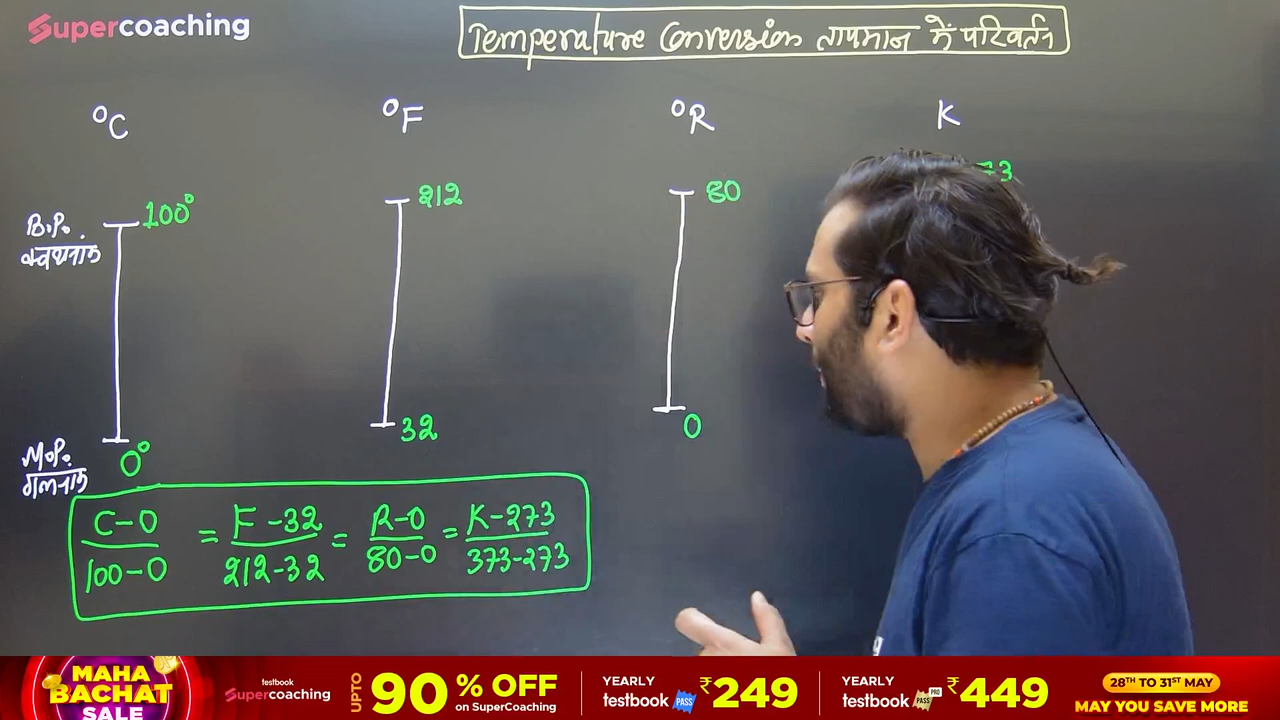 Supercoaching
Temperature Conversion तापमान में परिवर्तन
°C
°F
°R
K
B.P.
क्वथनांक
100°
212
80
73
M.P.
गलनांक
0°
32
0
C-0 = F-32 = R-0 = K-273
100-0 212-32 80-0 373-273
MAHA
BACHAT
SALE
testbook
Supercoaching
UPTO 90% OFF
on SuperCoaching
YEARLY
testbook PASS ₹249
YEARLY
testbook PASS PRO ₹449
28TH TO 31ST MAY
MAY YOU SAVE MORE